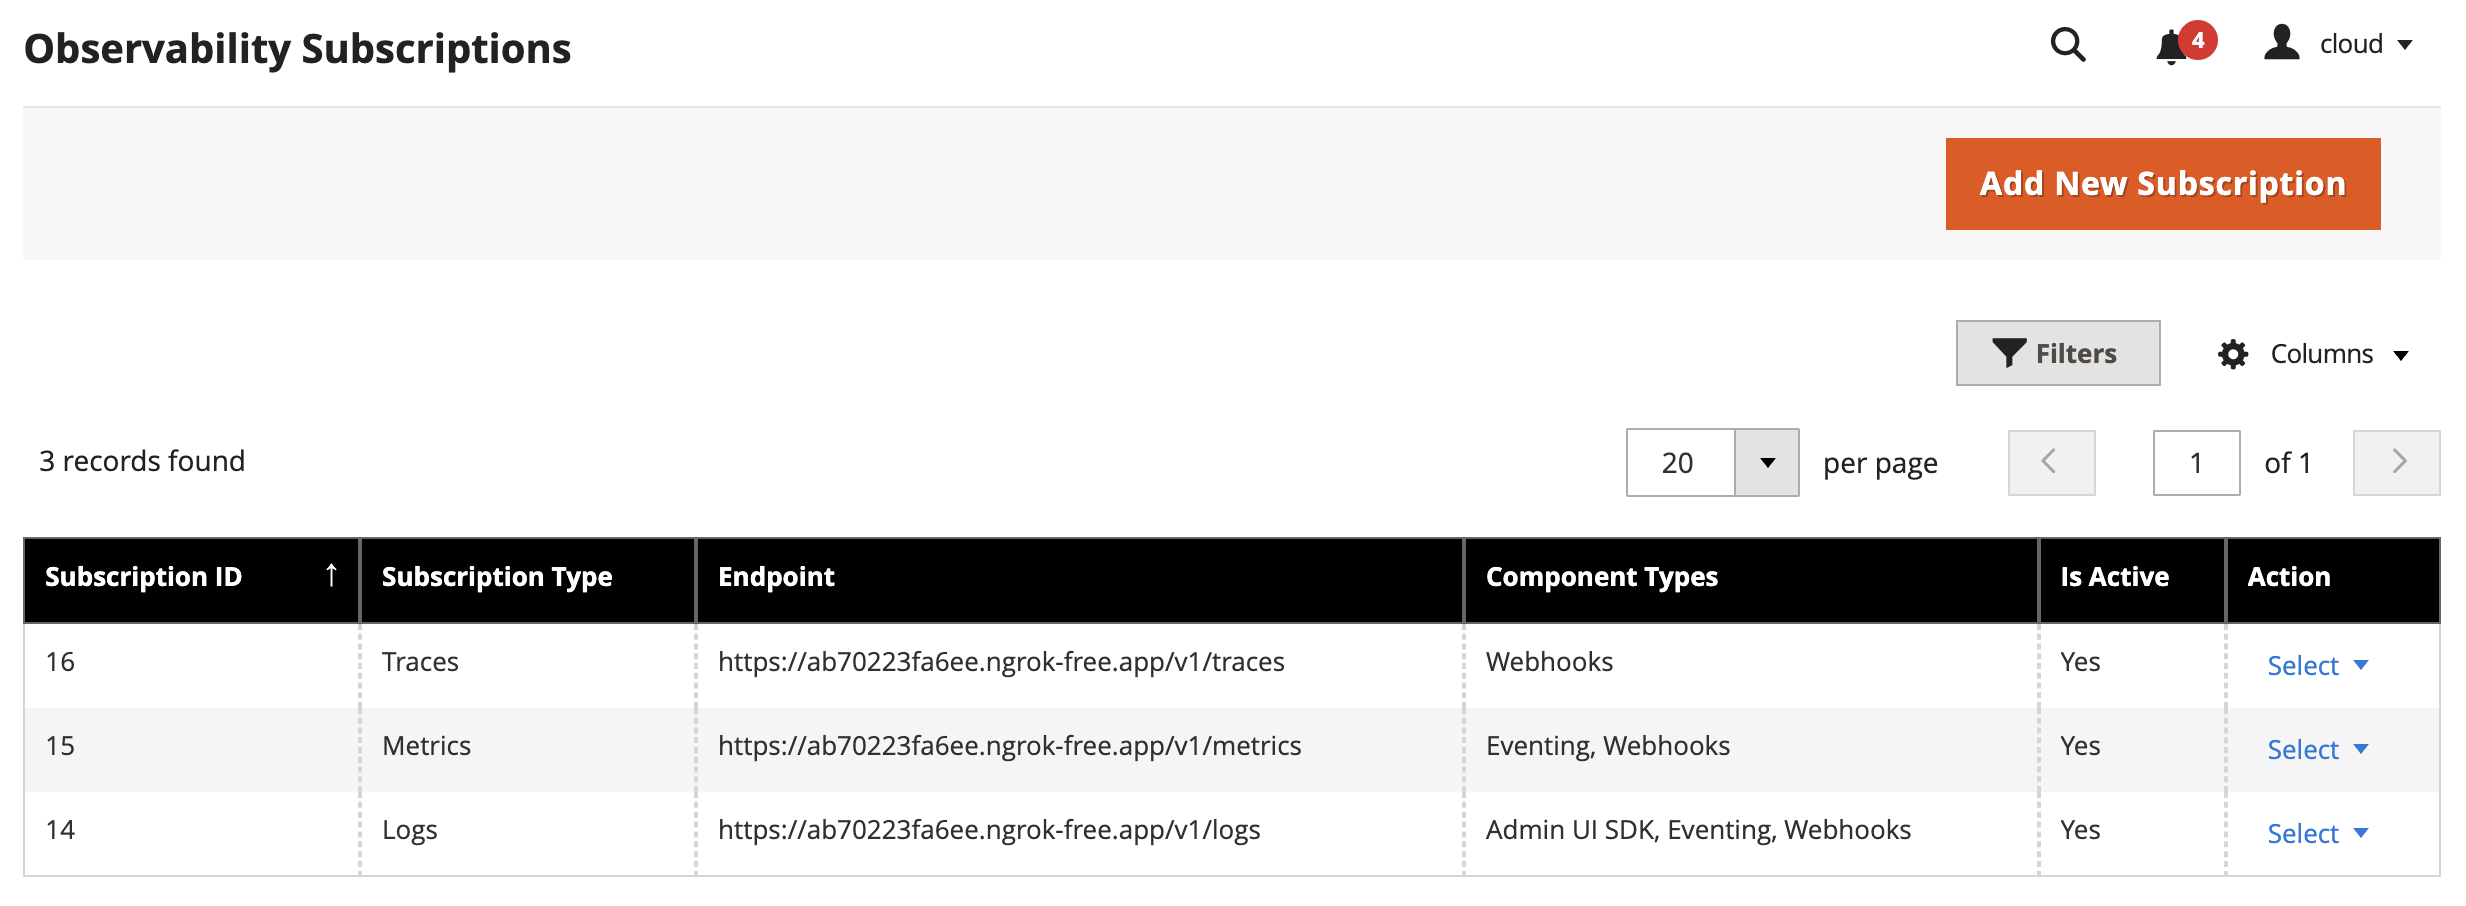 Observability Subscriptions
4
cloud
Add New Subscription
Filters
Columns
3 records found
20 per page
1 of 1
Subscription ID ↑ Subscription Type Endpoint Component Types Is Active Action
16 Traces https://ab70223fa6ee.ngrok-free.app/v1/traces Webhooks Yes Select
15 Metrics https://ab70223fa6ee.ngrok-free.app/v1/metrics Eventing, Webhooks Yes Select
14 Logs https://ab70223fa6ee.ngrok-free.app/v1/logs Admin UI SDK, Eventing, Webhooks Yes Select